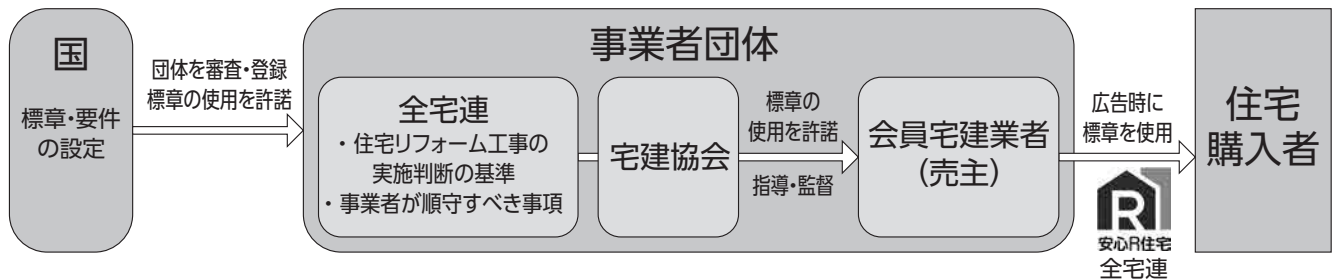 国
標章・要件
の設定
団体を審査・登録
標章の使用を許諾
事業者団体
全宅連
・住宅リフォーム工事の
実施判断の基準
・事業者が順守すべき事項
宅建協会
標章の
使用を許諾
指導・監督
会員宅建業者
(売主)
広告時に
標章を使用
R
安心R住宅
全宅連
住宅
購入者